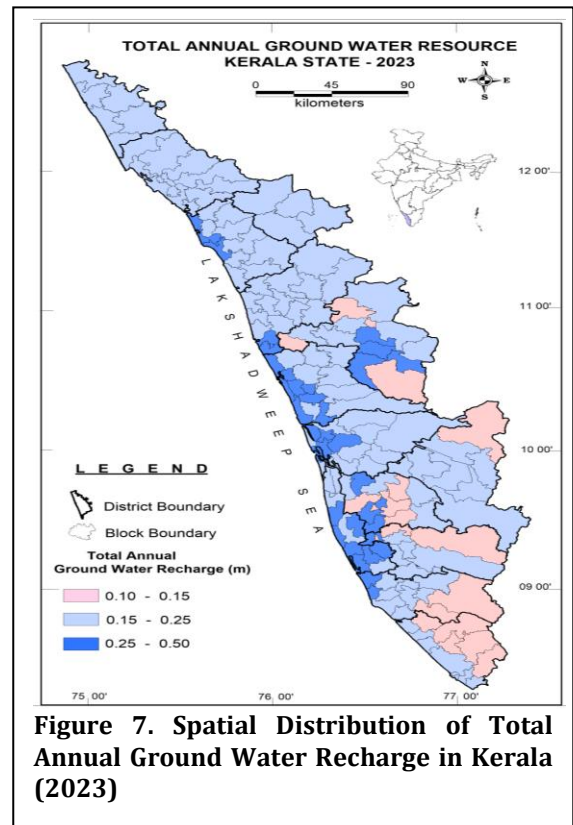 TOTAL ANNUAL GROUND WATER RESOURCE
KERALA STATE - 2023
0 45 90
kilometers
N
W E
S
12 00'
11 00'
10 00'
09 00'
LAKSHADWEEP SEA
LEGEND
District Boundary
Block Boundary
Total Annual
Ground Water Recharge (m)
0.10 - 0.15
0.15 - 0.25
0.25 - 0.50
75 00' 76 00' 77 00'
Figure 7. Spatial Distribution of Total
Annual Ground Water Recharge in Kerala
(2023)